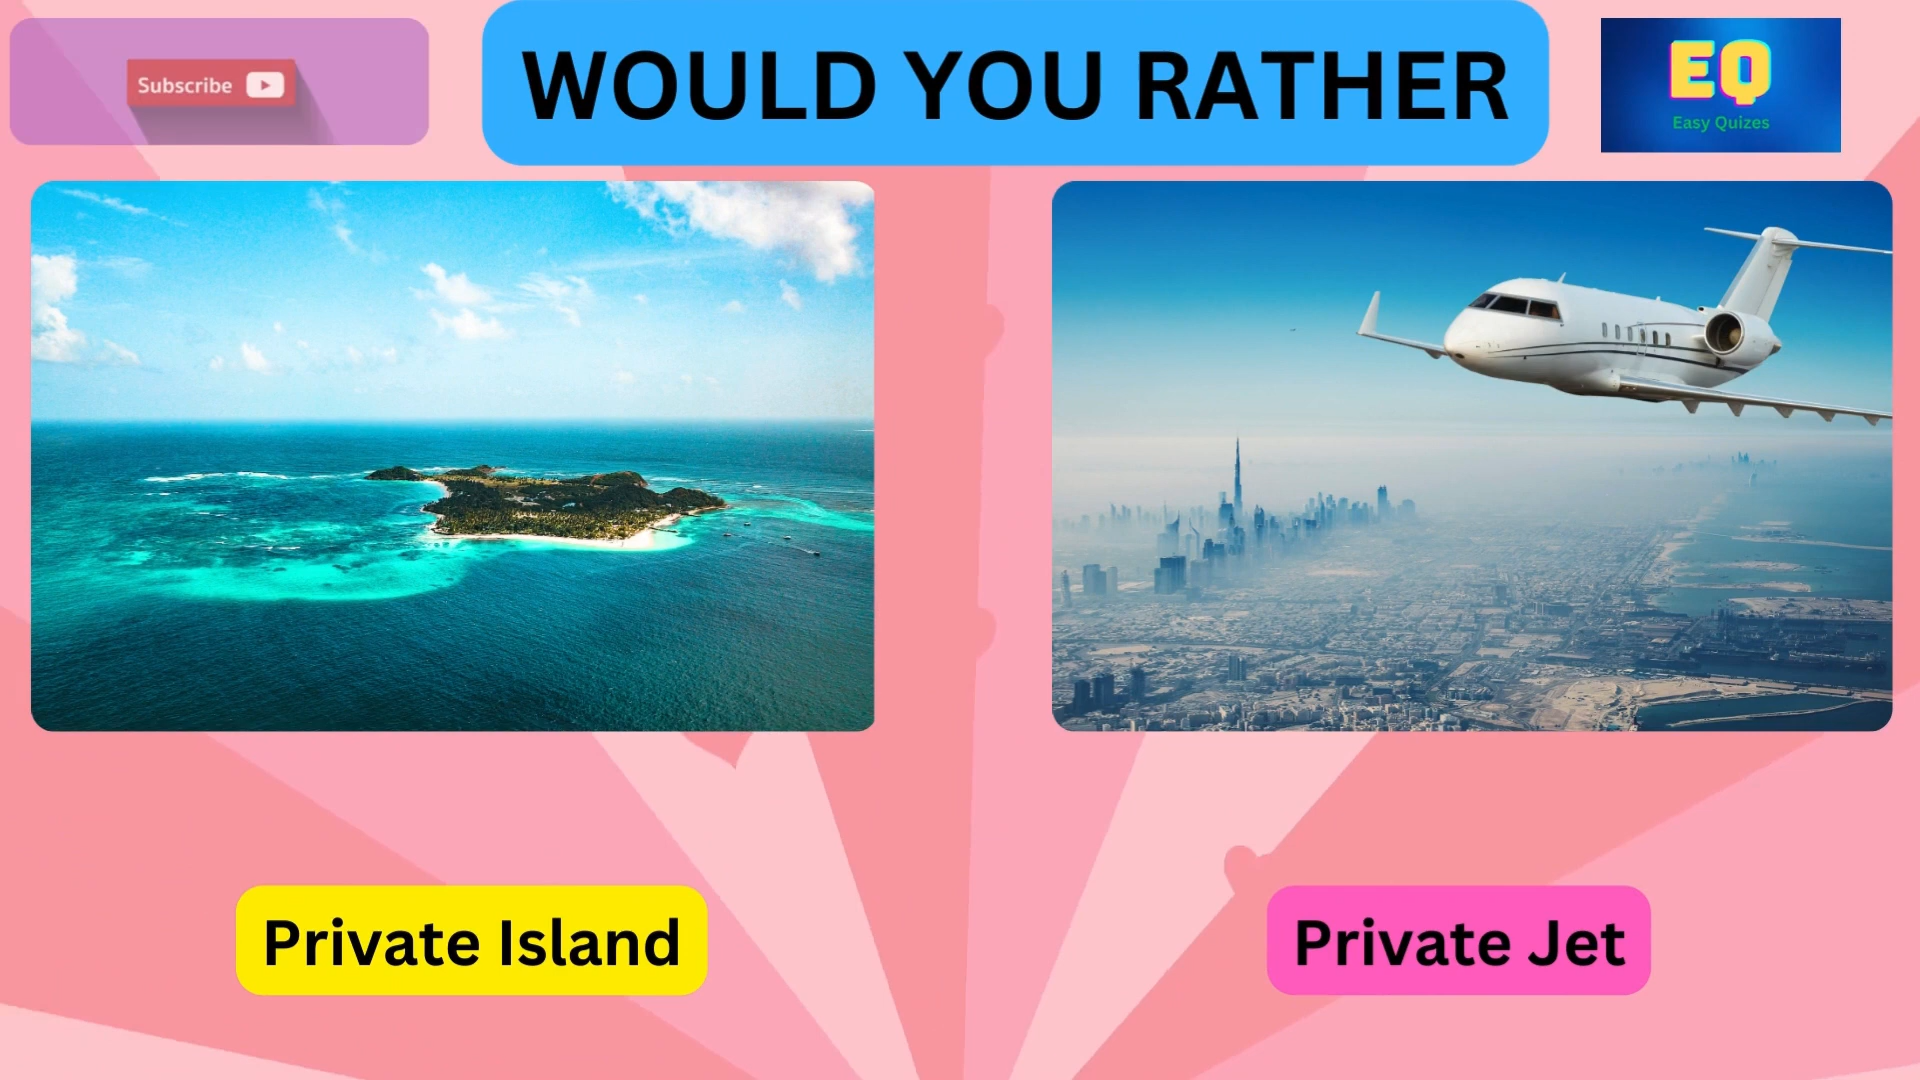 Subscribe
WOULD YOU RATHER
EQ
Easy Quizes
Private Island
Private Jet